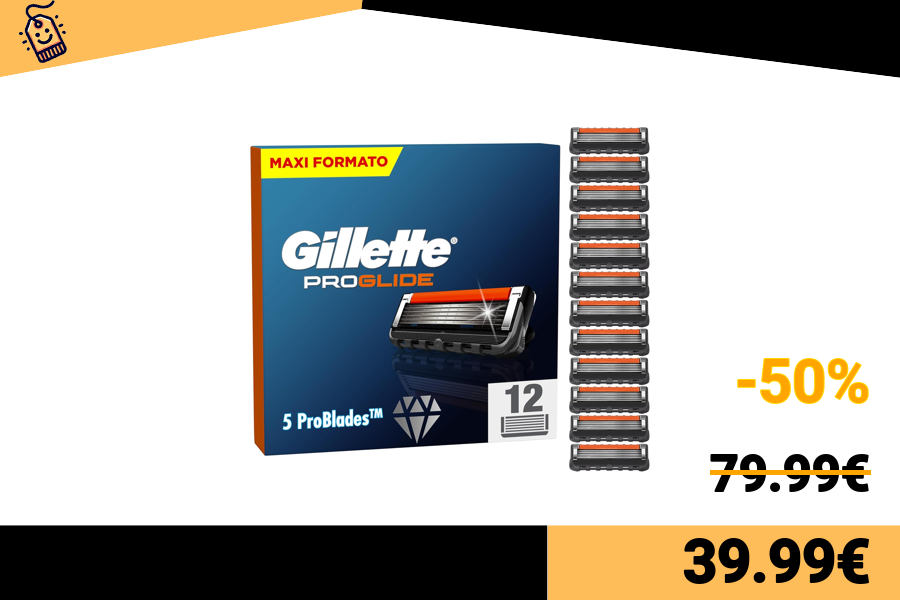 MAXI FORMATO
Gillette®
PROGLIDE
5 ProBlades™
12
-50%
79.99€
39.99€